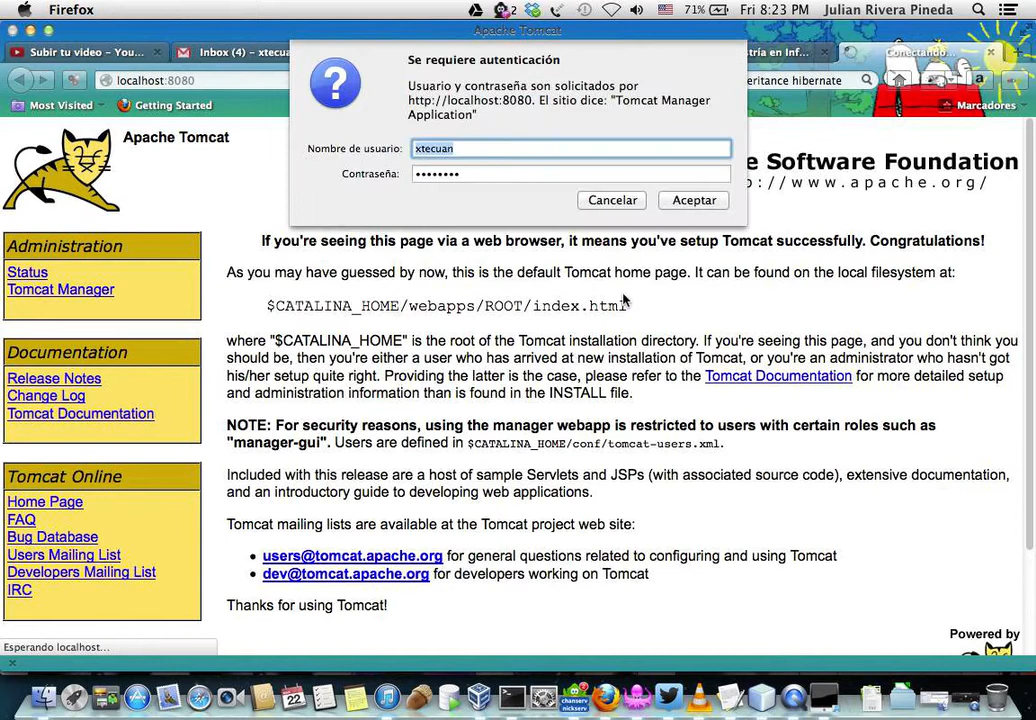 Firefox
2
71%
Fri 8:23 PM
Julian Rivera Pineda
Apache Tomcat
Subir tu video - You...
Inbox (4) - xtecua
stria en Inf...
Conectando...
localhost:8080
eritance hibernate
Most Visited
Getting Started
Marcadores
Se requiere autenticación
Usuario y contraseña son solicitados por
http://localhost:8080. El sitio dice: "Tomcat Manager
Application"
Nombre de usuario: xtecuan
Contraseña: ••••••••
Cancelar
Aceptar
Apache Tomcat
e Software Foundation
p://www.apache.org/
Administration
Status
Tomcat Manager
Documentation
Release Notes
Change Log
Tomcat Documentation
Tomcat Online
Home Page
FAQ
Bug Database
Users Mailing List
Developers Mailing List
IRC
If you're seeing this page via a web browser, it means you've setup Tomcat successfully. Congratulations!
As you may have guessed by now, this is the default Tomcat home page. It can be found on the local filesystem at:
$CATALINA_HOME/webapps/ROOT/index.html
where "$CATALINA_HOME" is the root of the Tomcat installation directory. If you're seeing this page, and you don't think you
should be, then you're either a user who has arrived at new installation of Tomcat, or you're an administrator who hasn't got
his/her setup quite right. Providing the latter is the case, please refer to the Tomcat Documentation for more detailed setup
and administration information than is found in the INSTALL file.
NOTE: For security reasons, using the manager webapp is restricted to users with certain roles such as
"manager-gui". Users are defined in $CATALINA_HOME/conf/tomcat-users.xml.
Included with this release are a host of sample Servlets and JSPs (with associated source code), extensive documentation,
and an introductory guide to developing web applications.
Tomcat mailing lists are available at the Tomcat project web site:
• users@tomcat.apache.org for general questions related to configuring and using Tomcat
• dev@tomcat.apache.org for developers working on Tomcat
Thanks for using Tomcat!
Powered by
Esperando localhost...
22
chanserv
nickserv